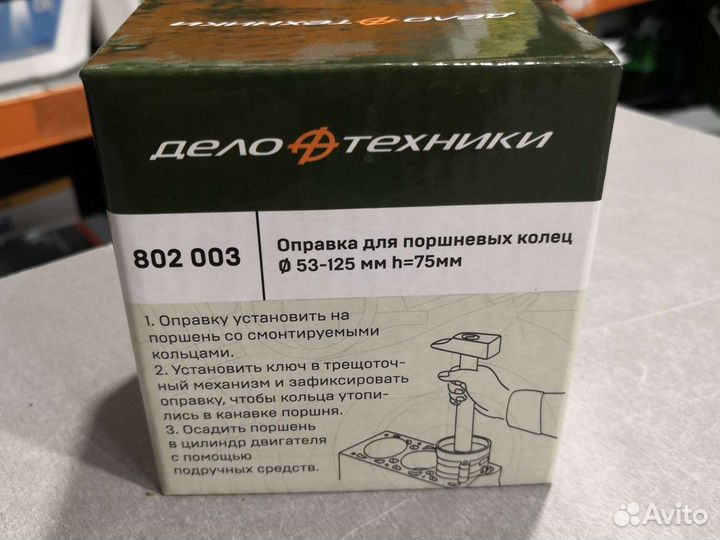 дело техники
дело техники
802 003
Оправка для поршневых колец
Ø 53-125 мм h=75мм
1. Оправку установить на
поршень со смонтируемыми
кольцами.
2. Установить ключ в трещоточ-
ный механизм и зафиксировать
оправку, чтобы кольца утопи-
лись в канавке поршня.
3. Осадить поршень
в цилиндр двигателя
с помощью
подручных средств.
Avito